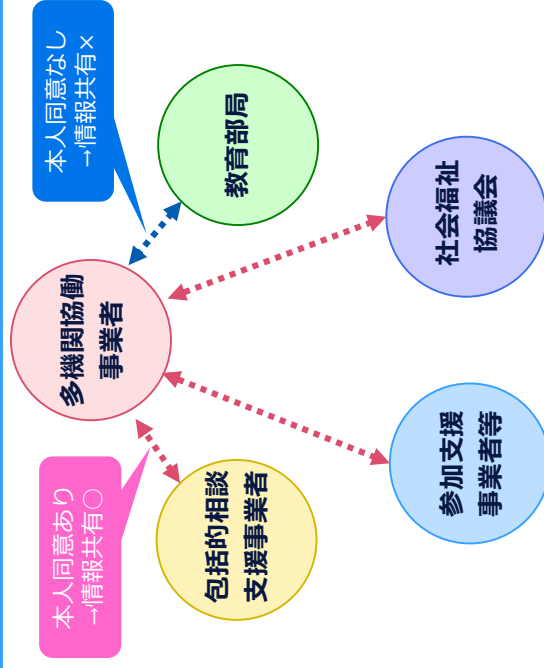 本人同意あり
→情報共有○
本人同意なし
→情報共有×
多機関協働
事業者
包括的相談
支援事業者
教育部局
参加支援
事業者等
社会福祉
協議会